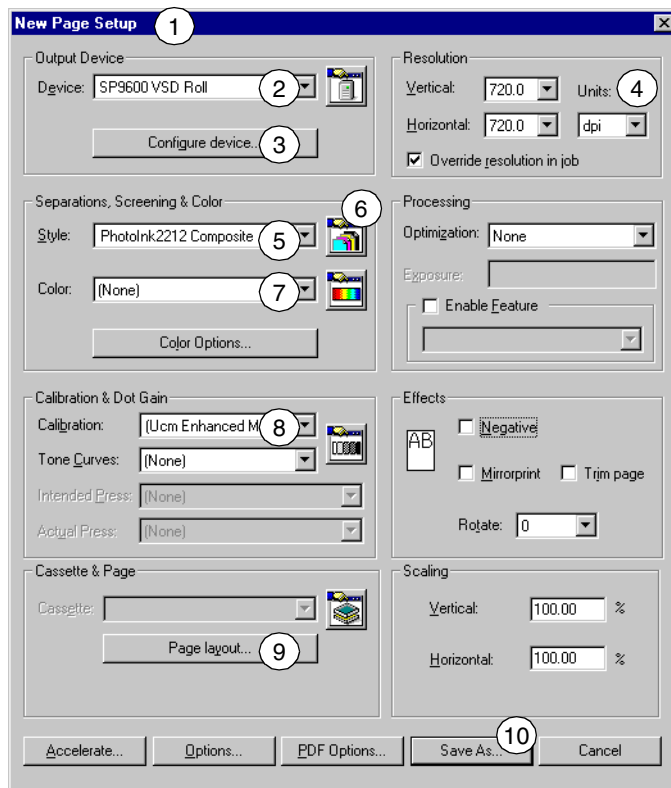 New Page Setup 1
Output Device
Device: SP9600 VSD Roll 2
Configure device... 3
Resolution
Vertical: 720.0 Units: 4
Horizontal: 720.0 dpi
Override resolution in job
Separations, Screening & Color
6
Style: PhotoInk2212 Composite 5
Color: (None) 7
Color Options...
Processing
Optimization: None
Exposure:
Enable Feature
Calibration & Dot Gain
Calibration: (Ucm Enhanced M 8
Tone Curves: (None)
Intended Press: (None)
Actual Press: (None)
Effects
AB
Negative
Mirrorprint Trim page
Rotate: 0
Cassette & Page
Cassette:
Page layout... 9
Scaling
Vertical: 100.00 %
Horizontal: 100.00 %
10
Accelerate... Options... PDF Options... Save As... Cancel